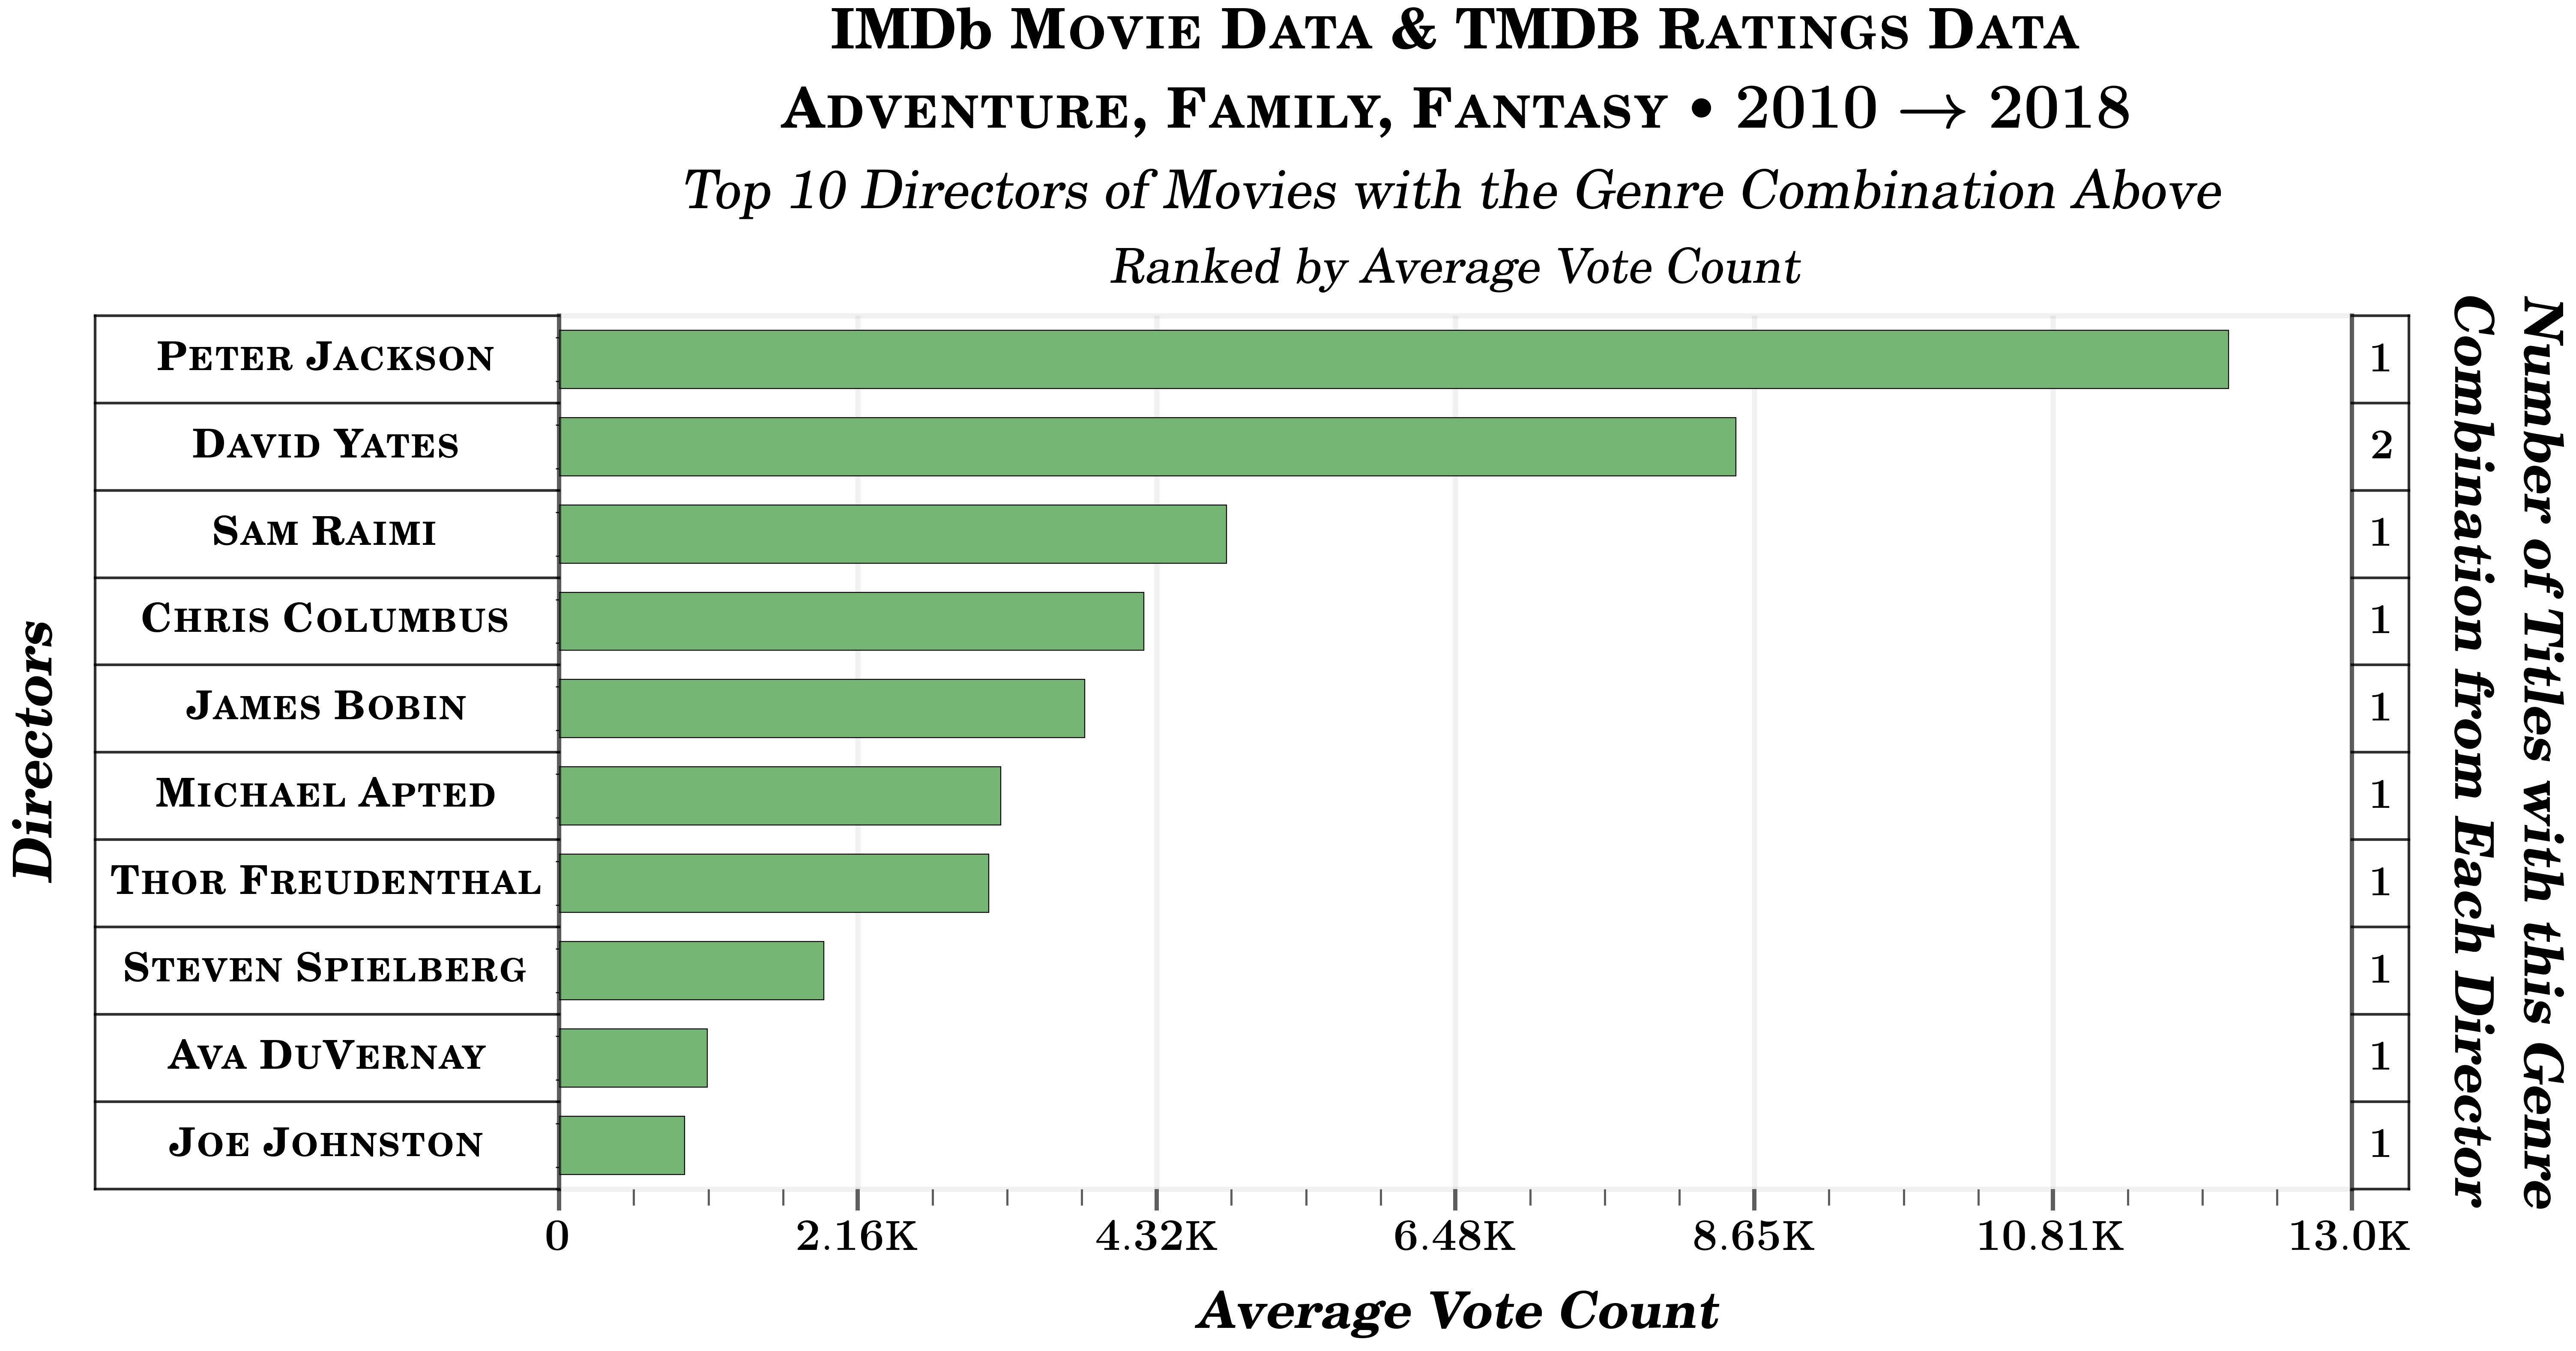 IMDb Movie Data & TMDB Ratings Data
Adventure, Family, Fantasy • 2010 → 2018
Top 10 Directors of Movies with the Genre Combination Above
Ranked by Average Vote Count
Directors
Peter Jackson 1
David Yates 2
Sam Raimi 1
Chris Columbus 1
James Bobin 1
Michael Apted 1
Thor Freudenthal 1
Steven Spielberg 1
Ava DuVernay 1
Joe Johnston 1
Number of Titles with this Genre
Combination from Each Director
0 2.16K 4.32K 6.48K 8.65K 10.81K 13.0K
Average Vote Count